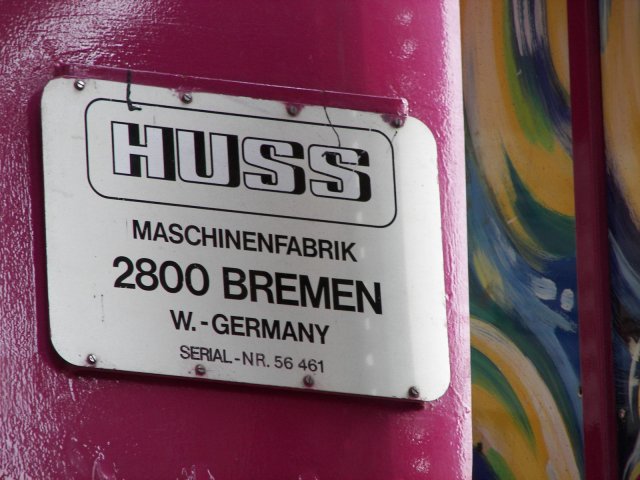 HUSS
MASCHINENFABRIK
2800 BREMEN
W.-GERMANY
SERIAL-NR. 56 461